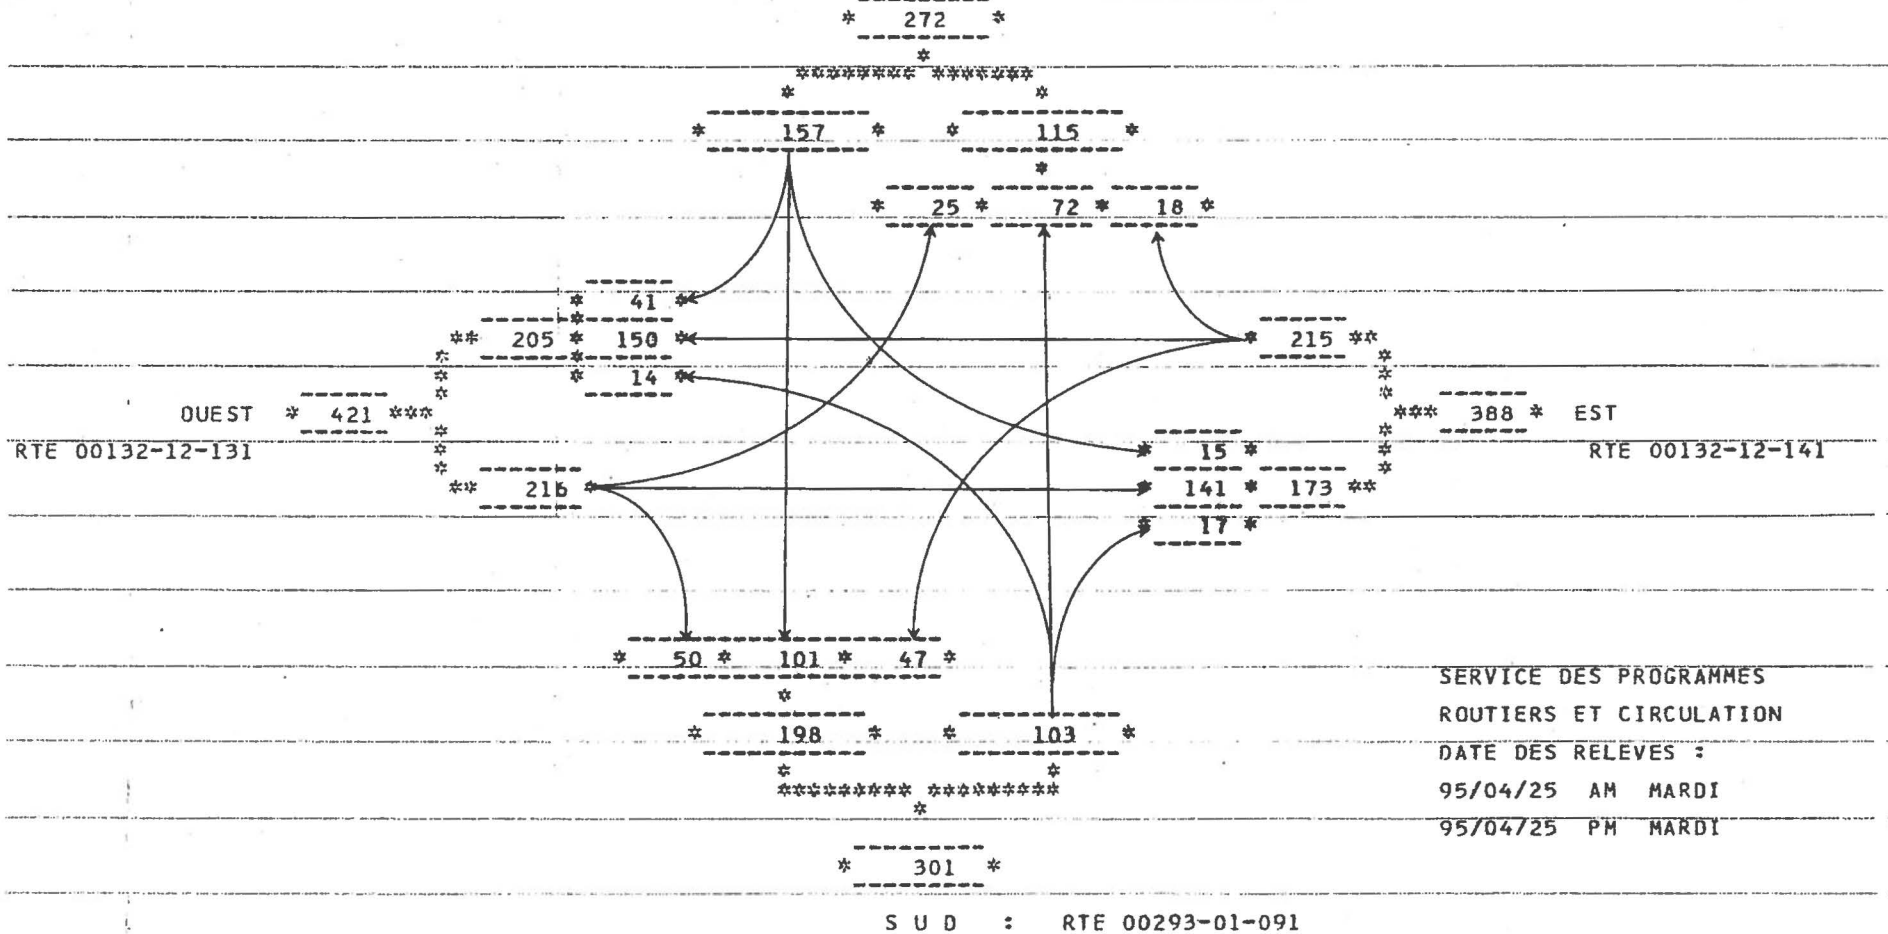 * 272 *
*
******** *******
* *
* 157 * * 115 *
*
* 25 * 72 * 18 *
* 41 *
** 205 * 150 * * 215 **
* 14 *
OUEST * 421 *** *** 388 * EST
RTE 00132-12-131 * 15 * RTE 00132-12-141
** 216 * * 141 * 173 **
* 17 *
* 50 * 101 * 47 *
*
* 198 * * 103 *
* *
********* *********
*
* 301 *
S U D : RTE 00293-01-091
SERVICE DES PROGRAMMES
ROUTIERS ET CIRCULATION
DATE DES RELEVES :
95/04/25 AM MARDI
95/04/25 PM MARDI